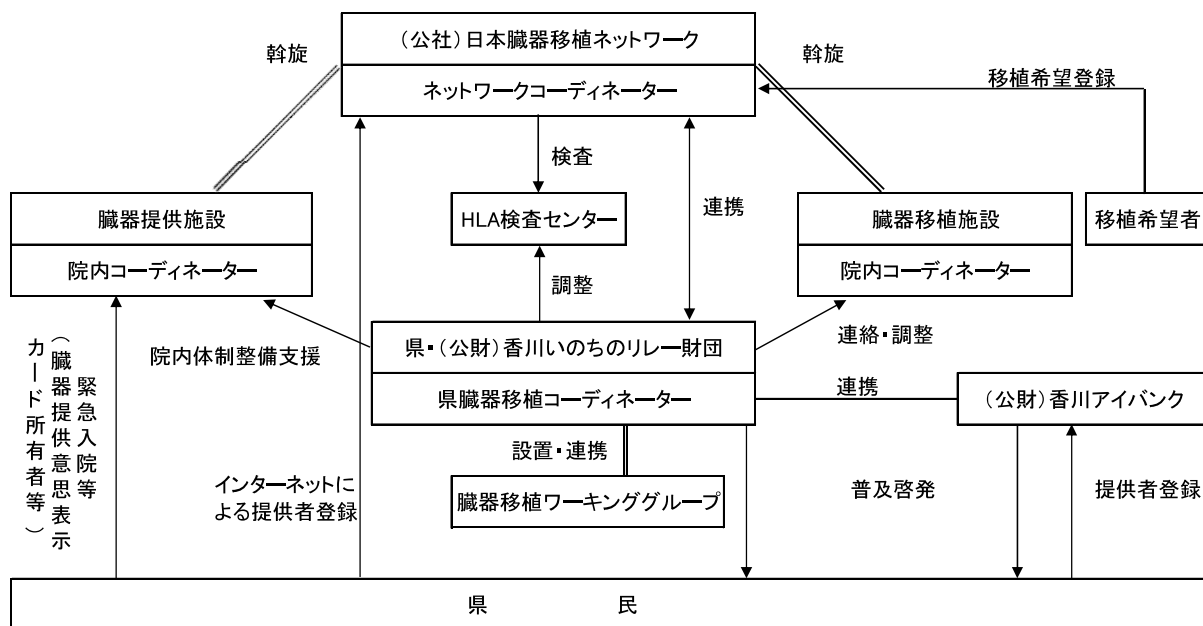 (公社)日本臓器移植ネットワーク
ネットワークコーディネーター
斡旋
斡旋
移植希望登録
検査
連携
臓器提供施設
院内コーディネーター
HLA検査センター
臓器移植施設
院内コーディネーター
移植希望者
調整
院内体制整備支援
県・(公財)香川いのちのリレー財団
県臓器移植コーディネーター
連絡・調整
連携
(公財)香川アイバンク
緊急入院等
(臓器提供意思表示
カード所有者等)
設置・連携
臓器移植ワーキンググループ
インターネットに
よる提供者登録
普及啓発
提供者登録
県 民